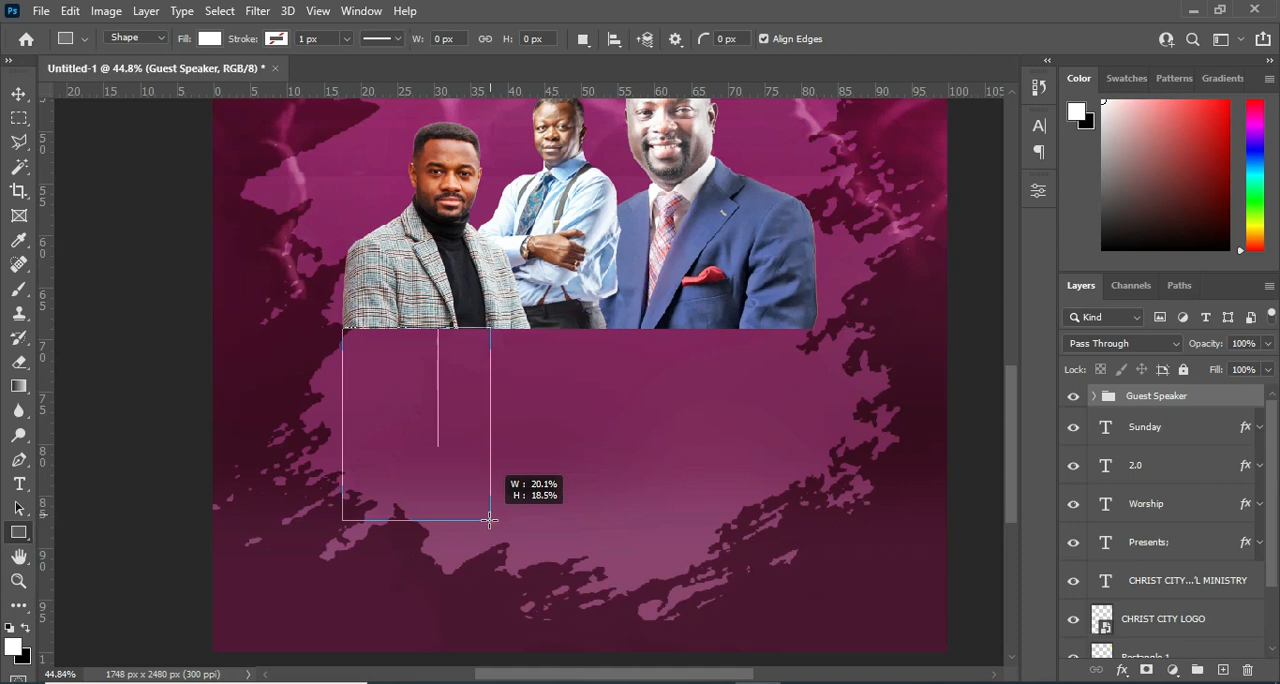 Ps File Edit Image Layer Type Select Filter 3D View Window Help
Shape Fill: Stroke: 1 px W: 0 px H: 0 px 0 px Align Edges
Untitled-1 @ 44.8% (Guest Speaker, RGB/8) * ×
20 15 10 5 0 5 10 15 20 25 30 35 40 45 50 55 60 65 70 75 80 85 90 95 100 105
W : 20.1%
H : 18.5%
44.84% 1748 px x 2480 px (300 ppi)
Color Swatches Patterns Gradients
Layers Channels Paths
Kind
Pass Through Opacity: 100%
Lock: Fill: 100%
Guest Speaker
Sunday fx
2.0 fx
Worship fx
Presents; fx
CHRIST CITY...'L MINISTRY
CHRIST CITY LOGO
Rectangle 1